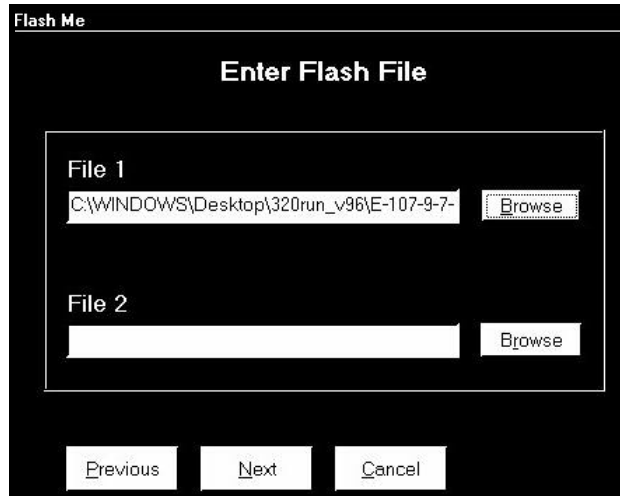 Flash Me
Enter Flash File
File 1
C:\WINDOWS\Desktop\320run_v96\E-107-9-7-
Browse
File 2
Browse
Previous Next Cancel